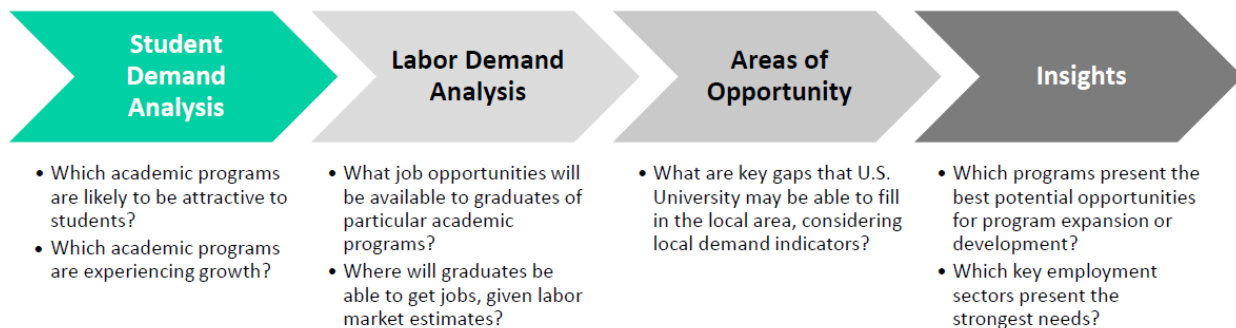 Student
Demand
Analysis
Labor Demand
Analysis
Areas of
Opportunity
Insights
• Which academic programs
are likely to be attractive to
students?
• Which academic programs
are experiencing growth?
• What job opportunities will
be available to graduates of
particular academic
programs?
• Where will graduates be
able to get jobs, given labor
market estimates?
• What are key gaps that U.S.
University may be able to fill
in the local area, considering
local demand indicators?
• Which programs present the
best potential opportunities
for program expansion or
development?
• Which key employment
sectors present the
strongest needs?